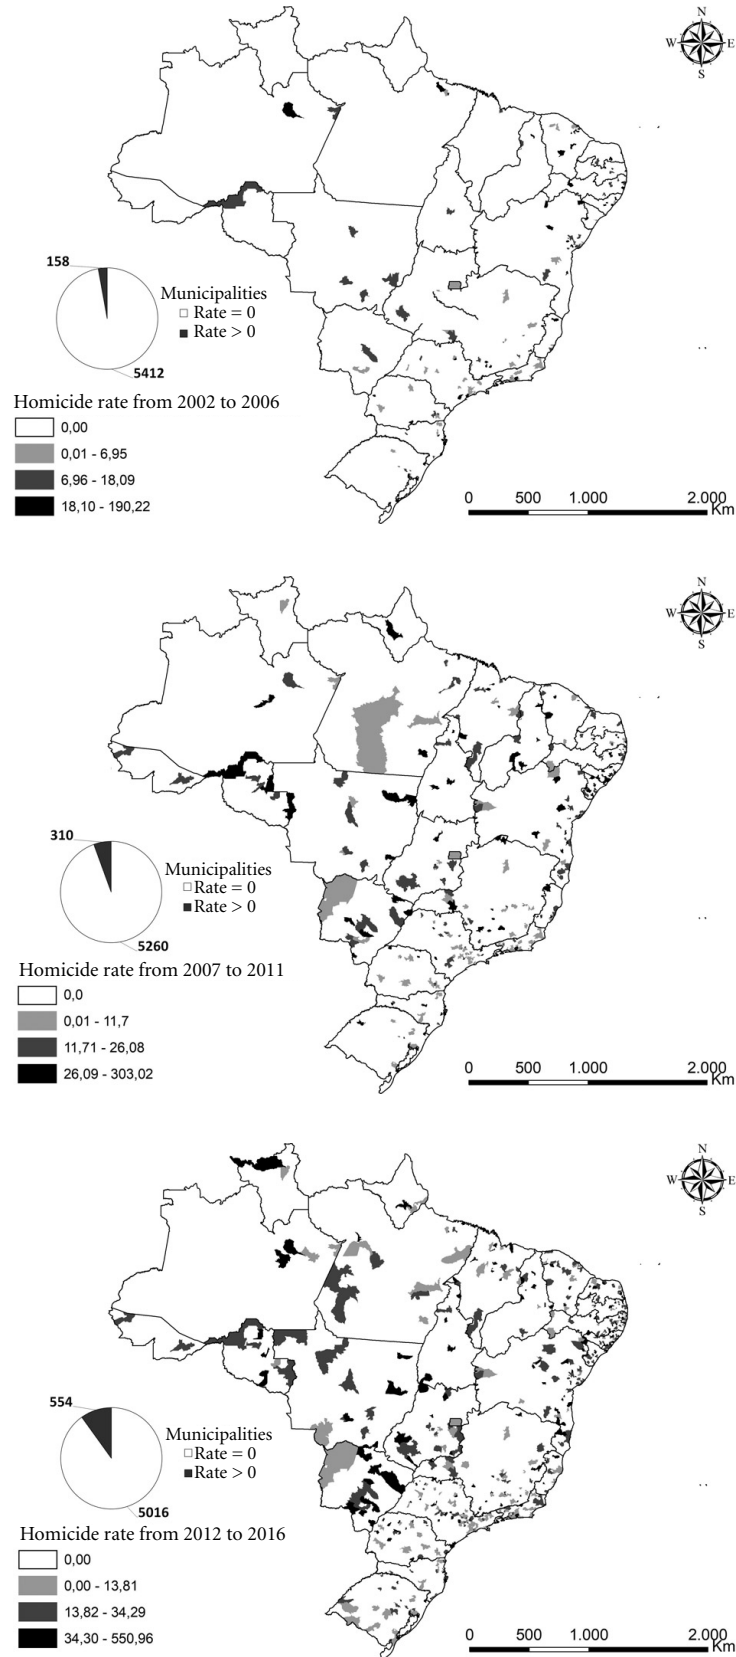 N
W E
S
158
Municipalities
Rate = 0
Rate > 0
5412
Homicide rate from 2002 to 2006
0,00
0,01 - 6,95
6,96 - 18,09
18,10 - 190,22
0 500 1.000 2.000
Km
N
W E
S
310
Municipalities
Rate = 0
Rate > 0
5260
Homicide rate from 2007 to 2011
0,0
0,01 - 11,7
11,71 - 26,08
26,09 - 303,02
0 500 1.000 2.000
Km
N
W E
S
554
Municipalities
Rate = 0
Rate > 0
5016
Homicide rate from 2012 to 2016
0,00
0,00 - 13,81
13,82 - 34,29
34,30 - 550,96
0 500 1.000 2.000
Km